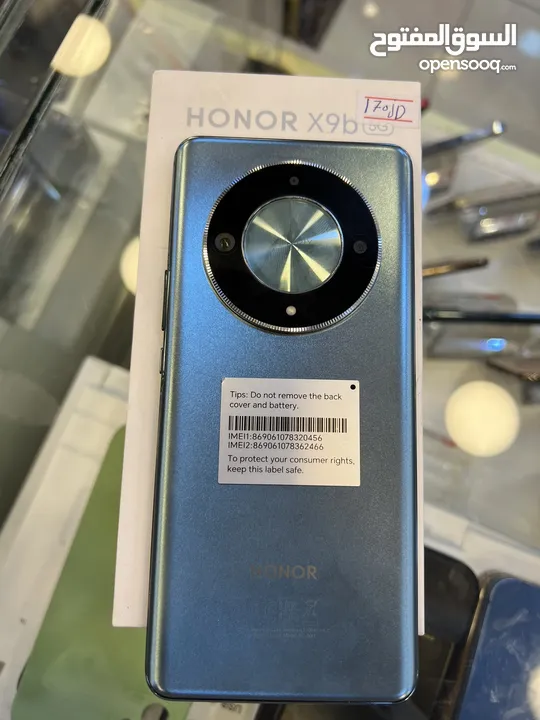 السوق المفتوح
opensooq.com
HONOR X9b 5G
170JD
Tips: Do not remove the back
cover and battery.
IMEI1:869061078320456
IMEI2:869061078362466
To protect your consumer rights,
keep this label safe.
HONOR